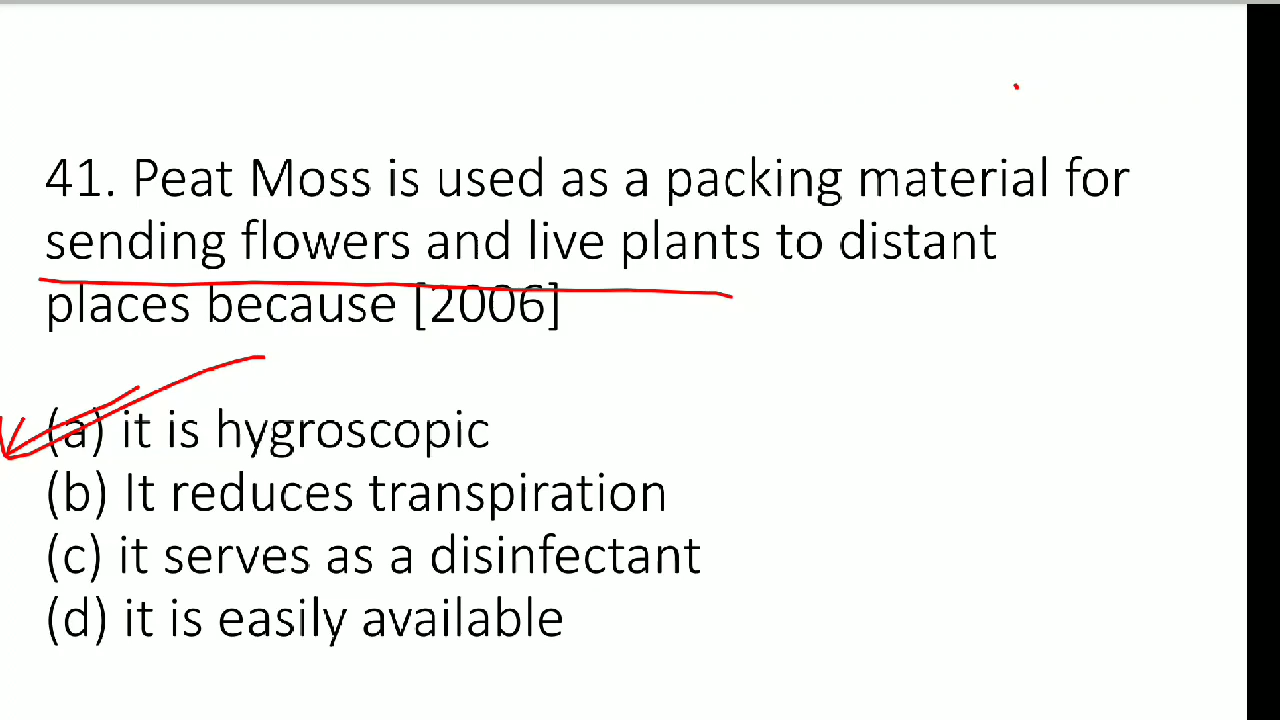 41. Peat Moss is used as a packing material for
sending flowers and live plants to distant
places because [2006]
(a) it is hygroscopic
(b) It reduces transpiration
(c) it serves as a disinfectant
(d) it is easily available